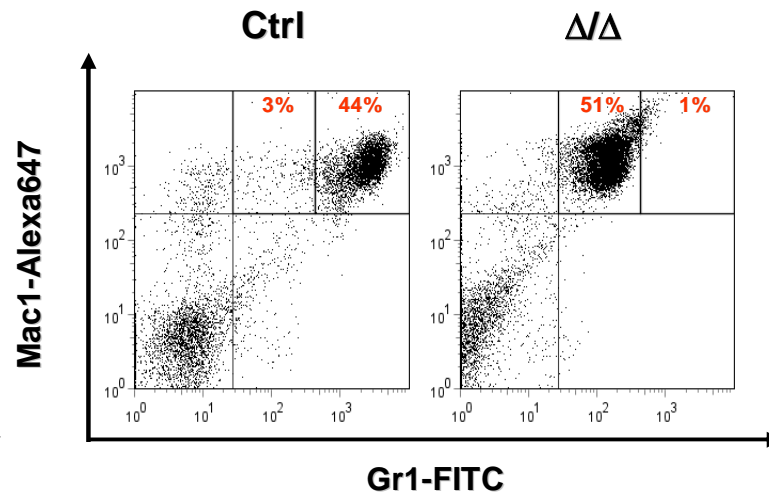 Ctrl
Δ/Δ
Mac1-Alexa647
3%
44%
10³
10²
10¹
10⁰
10⁰ 10¹ 10² 10³
51%
1%
10³
10²
10¹
10⁰
10⁰ 10¹ 10² 10³
Gr1-FITC